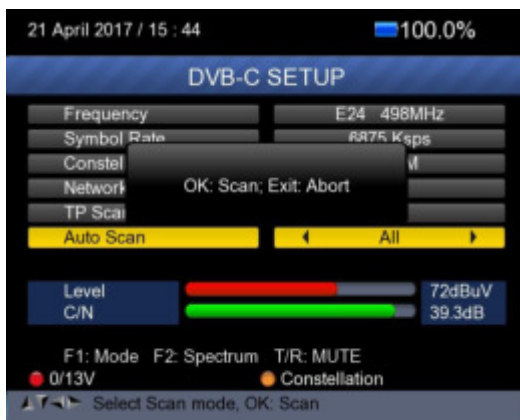 21 April 2017 / 15 : 44 100.0%
DVB-C SETUP
Frequency E24 498MHz
Symbol Rate 6875 Ksps
Constel M
Network
TP Scan
OK: Scan; Exit: Abort
Auto Scan All
Level 72dBuV
C/N 39.3dB
F1: Mode F2: Spectrum T/R: MUTE
0/13V Constellation
Select Scan mode, OK: Scan